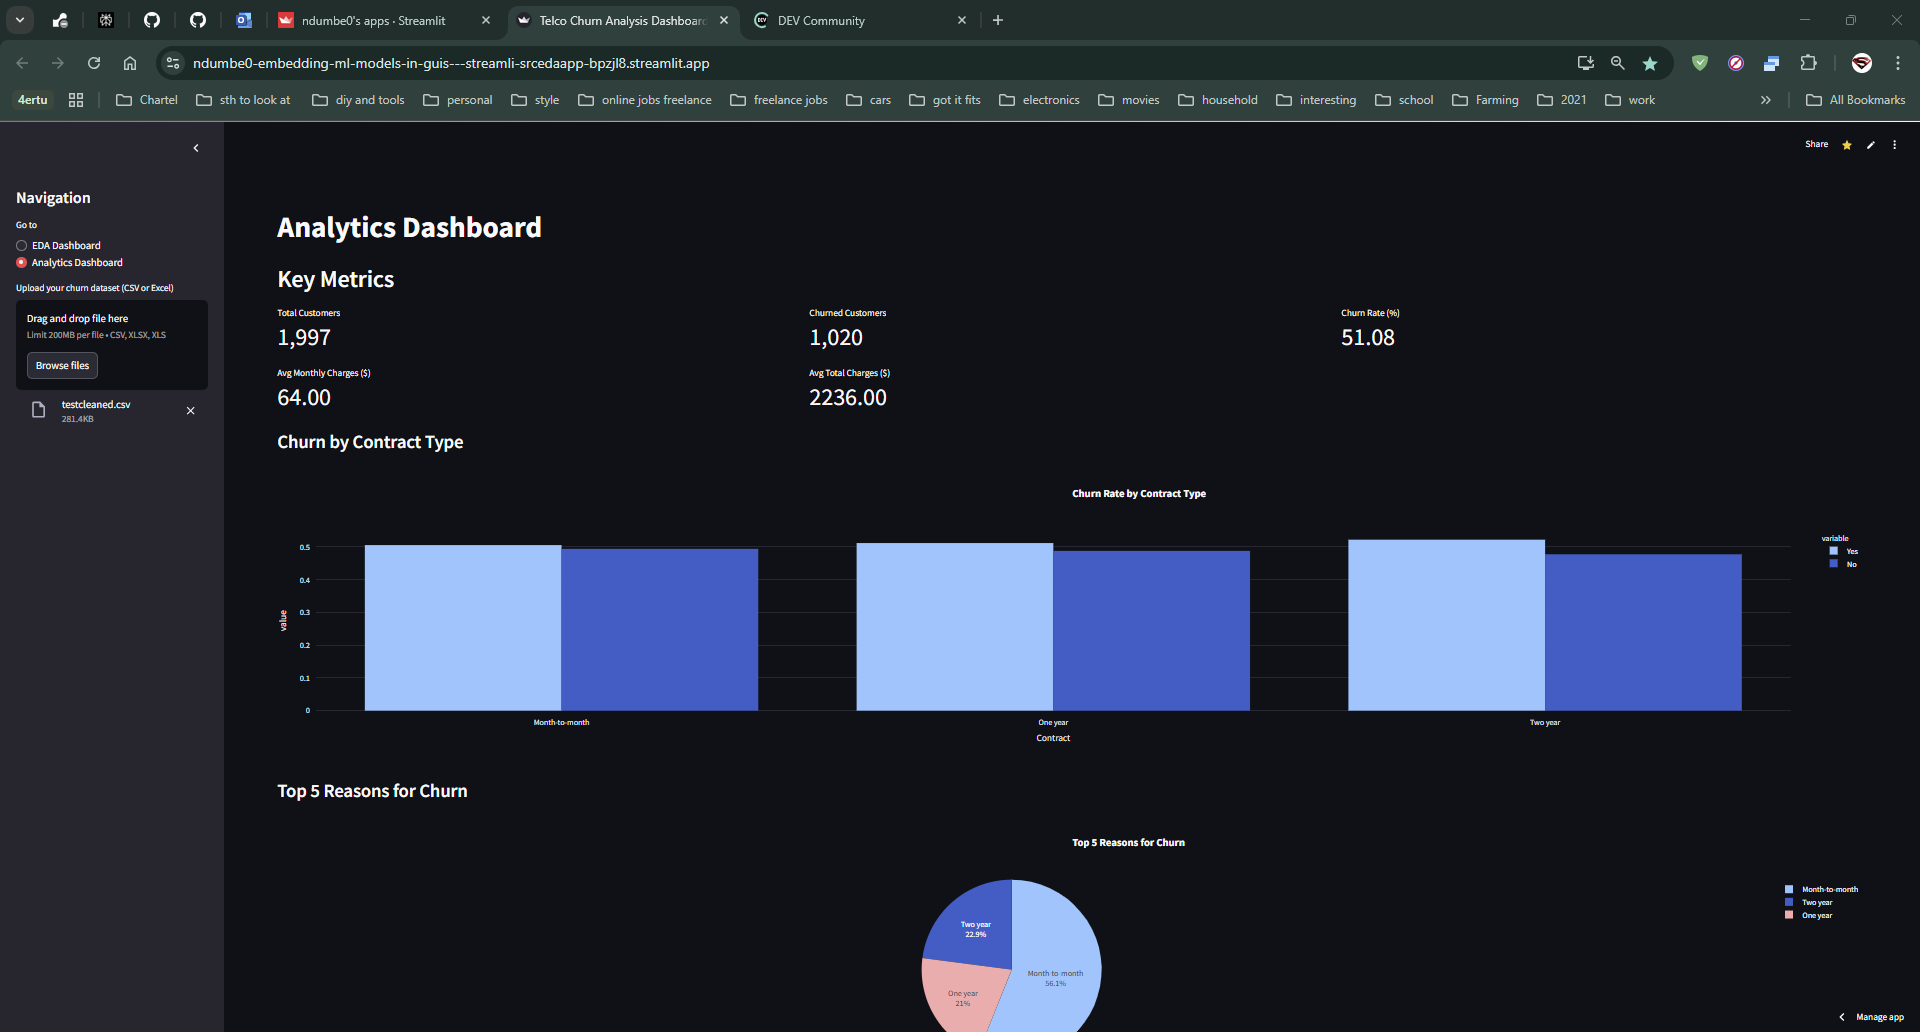 ndumbe0's apps · Streamlit
Telco Churn Analysis Dashboar
DEV Community
ndumbe0-embedding-ml-models-in-guis---streamli-srcedaapp-bpzjl8.streamlit.app
4ertu
Chartel
sth to look at
diy and tools
personal
style
online jobs freelance
freelance jobs
cars
got it fits
electronics
movies
household
interesting
school
Farming
2021
work
All Bookmarks
Share
Navigation
Go to
EDA Dashboard
Analytics Dashboard
Upload your churn dataset (CSV or Excel)
Drag and drop file here
Limit 200MB per file • CSV, XLSX, XLS
Browse files
testcleaned.csv
281.4KB
Analytics Dashboard
Key Metrics
Total Customers
1,997
Churned Customers
1,020
Churn Rate (%)
51.08
Avg Monthly Charges ($)
64.00
Avg Total Charges ($)
2236.00
Churn by Contract Type
Churn Rate by Contract Type
value
0.5
0.4
0.3
0.2
0.1
0
Month-to-month
One year
Two year
Contract
variable
Yes
No
Top 5 Reasons for Churn
Top 5 Reasons for Churn
Two year
22.9%
Month-to-month
56.1%
One year
21%
Month-to-month
Two year
One year
Manage app